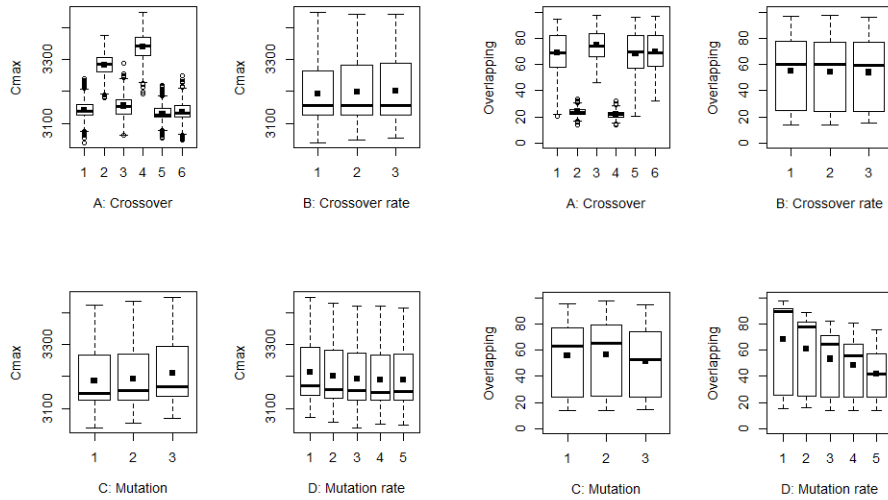 Cmax
3300
3100
1 2 3 4 5 6
A: Crossover
Cmax
3300
3100
1 2 3
B: Crossover rate
Overlapping
80
60
40
20
0
1 2 3 4 5 6
A: Crossover
Overlapping
80
60
40
20
0
1 2 3
B: Crossover rate
Cmax
3300
3100
1 2 3
C: Mutation
Cmax
3300
3100
1 2 3 4 5
D: Mutation rate
Overlapping
80
60
40
20
0
1 2 3
C: Mutation
Overlapping
80
60
40
20
0
1 2 3 4 5
D: Mutation rate